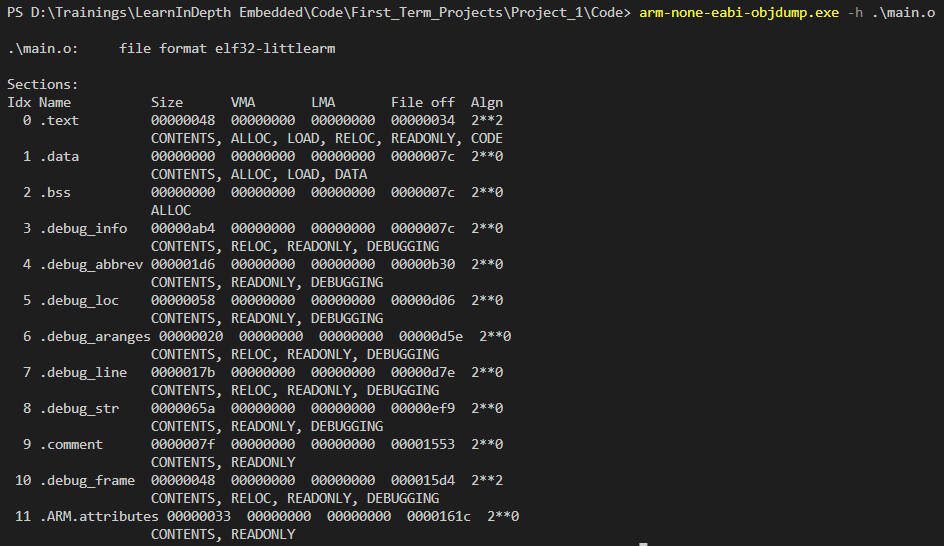 PS D:\Trainings\LearnInDepth Embedded\Code\First_Term_Projects\Project_1\Code> arm-none-eabi-objdump.exe -h .\main.o
.\main.o:     file format elf32-littlearm
Sections:
Idx Name          Size      VMA       LMA       File off  Algn
  0 .text         00000048  00000000  00000000  00000034  2**2
                  CONTENTS, ALLOC, LOAD, RELOC, READONLY, CODE
  1 .data         00000000  00000000  00000000  0000007c  2**0
                  CONTENTS, ALLOC, LOAD, DATA
  2 .bss          00000000  00000000  00000000  0000007c  2**0
                  ALLOC
  3 .debug_info   00000ab4  00000000  00000000  0000007c  2**0
                  CONTENTS, RELOC, READONLY, DEBUGGING
  4 .debug_abbrev 000001d6  00000000  00000000  00000b30  2**0
                  CONTENTS, READONLY, DEBUGGING
  5 .debug_loc    00000058  00000000  00000000  00000d06  2**0
                  CONTENTS, READONLY, DEBUGGING
  6 .debug_aranges 00000020  00000000  00000000  00000d5e  2**0
                  CONTENTS, RELOC, READONLY, DEBUGGING
  7 .debug_line   0000017b  00000000  00000000  00000d7e  2**0
                  CONTENTS, RELOC, READONLY, DEBUGGING
  8 .debug_str    0000065a  00000000  00000000  00000ef9  2**0
                  CONTENTS, READONLY, DEBUGGING
  9 .comment      0000007f  00000000  00000000  00001553  2**0
                  CONTENTS, READONLY
 10 .debug_frame  00000048  00000000  00000000  000015d4  2**2
                  CONTENTS, RELOC, READONLY, DEBUGGING
 11 .ARM.attributes 00000033  00000000  00000000  0000161c  2**0
                  CONTENTS, READONLY